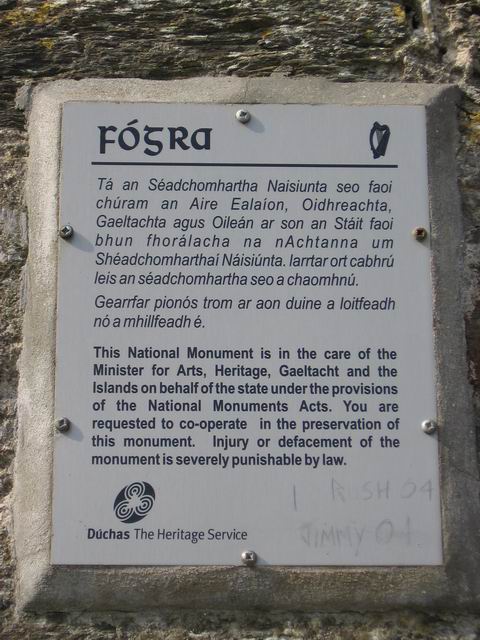 FÓGRA
Tá an Séadchomhartha Naisiunta seo faoi
chúram an Aire Ealaíon, Oidhreachta,
Gaeltachta agus Oileán ar son an Stáit faoi
bhun fhorálacha na nAchtanna um
Shéadchomharthaí Náisiúnta. Iarrtar ort cabhrú
leis an séadchomhartha seo a chaomhnú.
Gearrfar pionós trom ar aon duine a loitfeadh
nó a mhillfeadh é.
This National Monument is in the care of the
Minister for Arts, Heritage, Gaeltacht and the
Islands on behalf of the state under the provisions
of the National Monuments Acts. You are
requested to co-operate in the preservation of
this monument. Injury or defacement of the
monument is severely punishable by law.
RUSH 04
JIMMY 04
Dúchas The Heritage Service